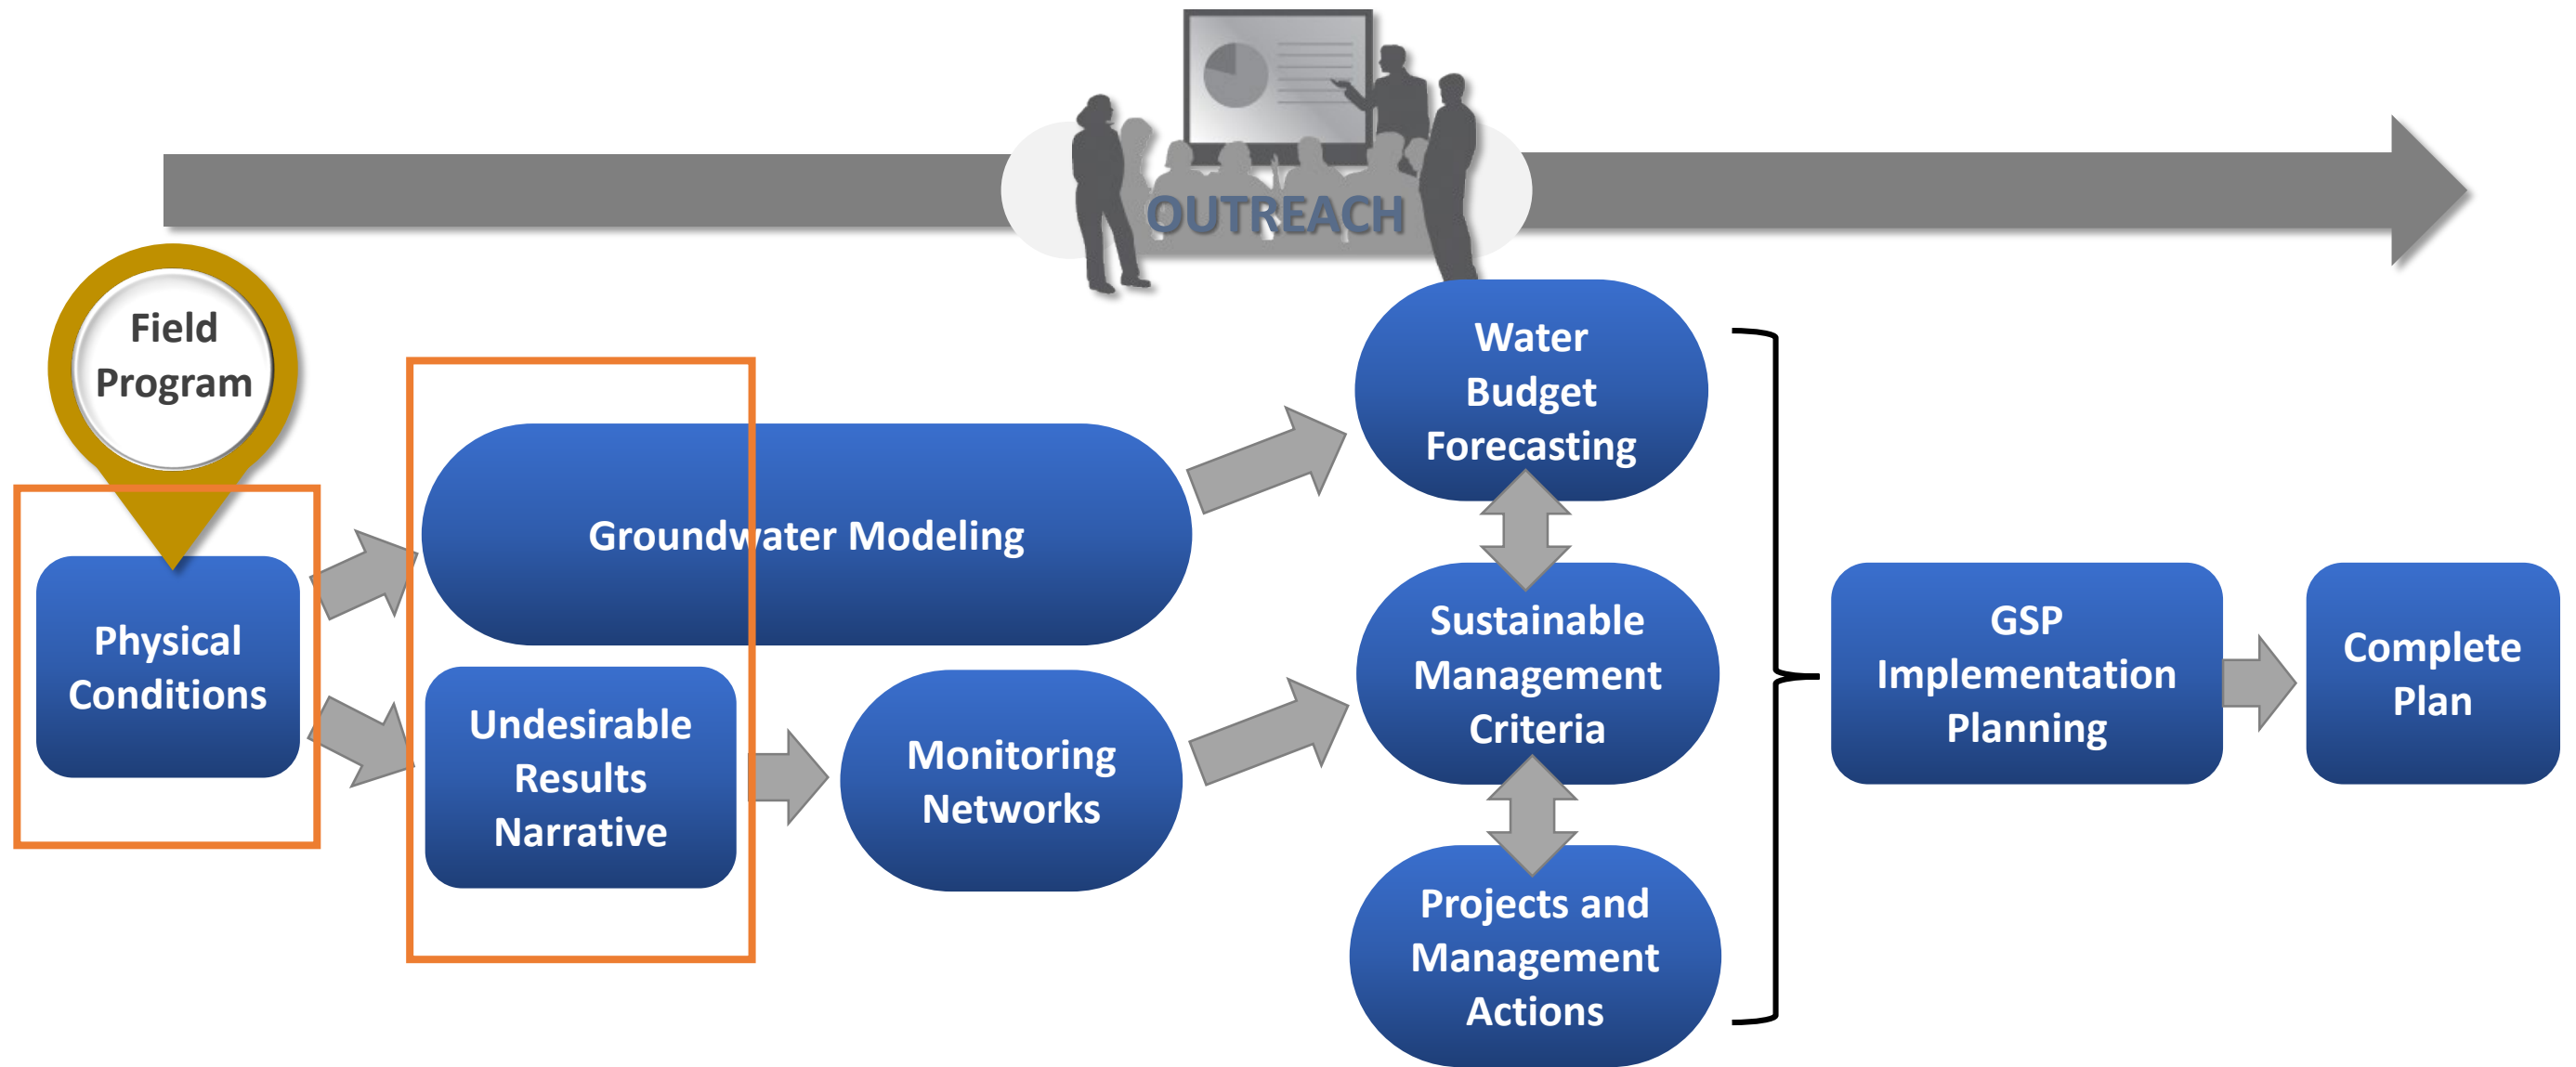 OUTREACH
Field
Program
Physical
Conditions
Groundwater Modeling
Undesirable
Results
Narrative
Monitoring
Networks
Water
Budget
Forecasting
Sustainable
Management
Criteria
Projects and
Management
Actions
GSP
Implementation
Planning
Complete
Plan